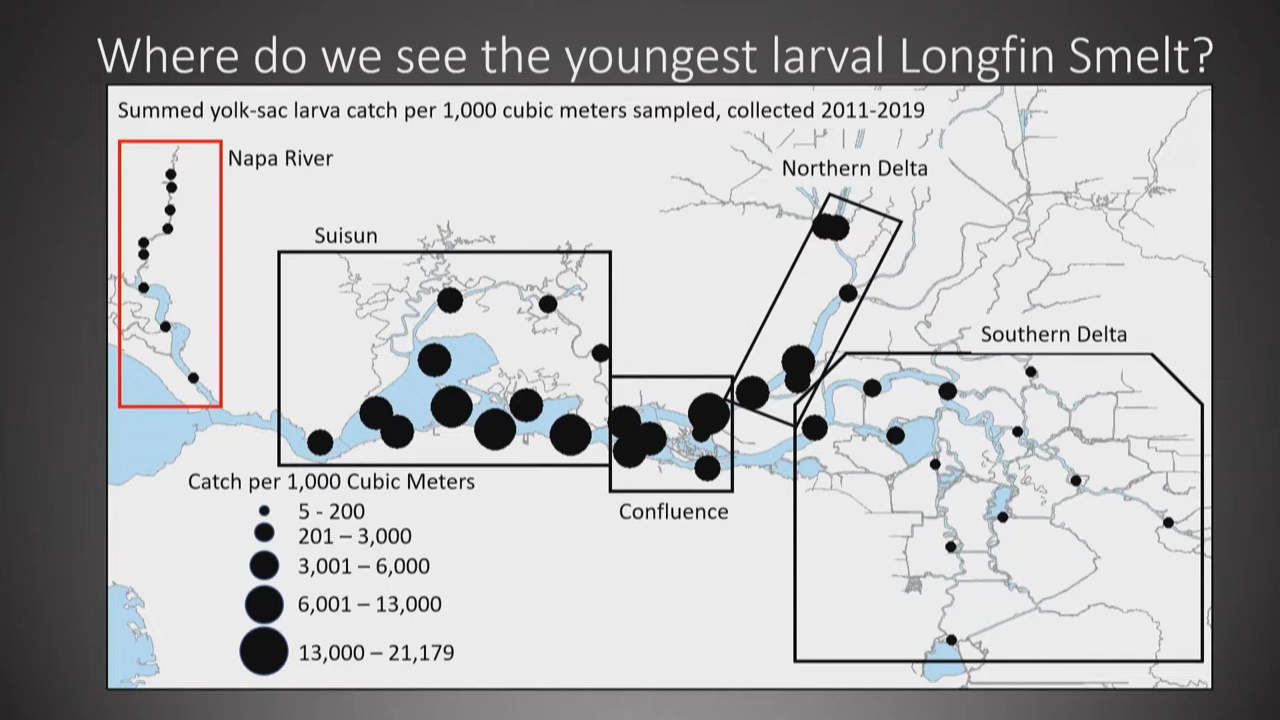 Where do we see the youngest larval Longfin Smelt?
Summed yolk-sac larva catch per 1,000 cubic meters sampled, collected 2011-2019
Napa River
Northern Delta
Suisun
Southern Delta
Confluence
Catch per 1,000 Cubic Meters
5 - 200
201 – 3,000
3,001 – 6,000
6,001 – 13,000
13,000 – 21,179